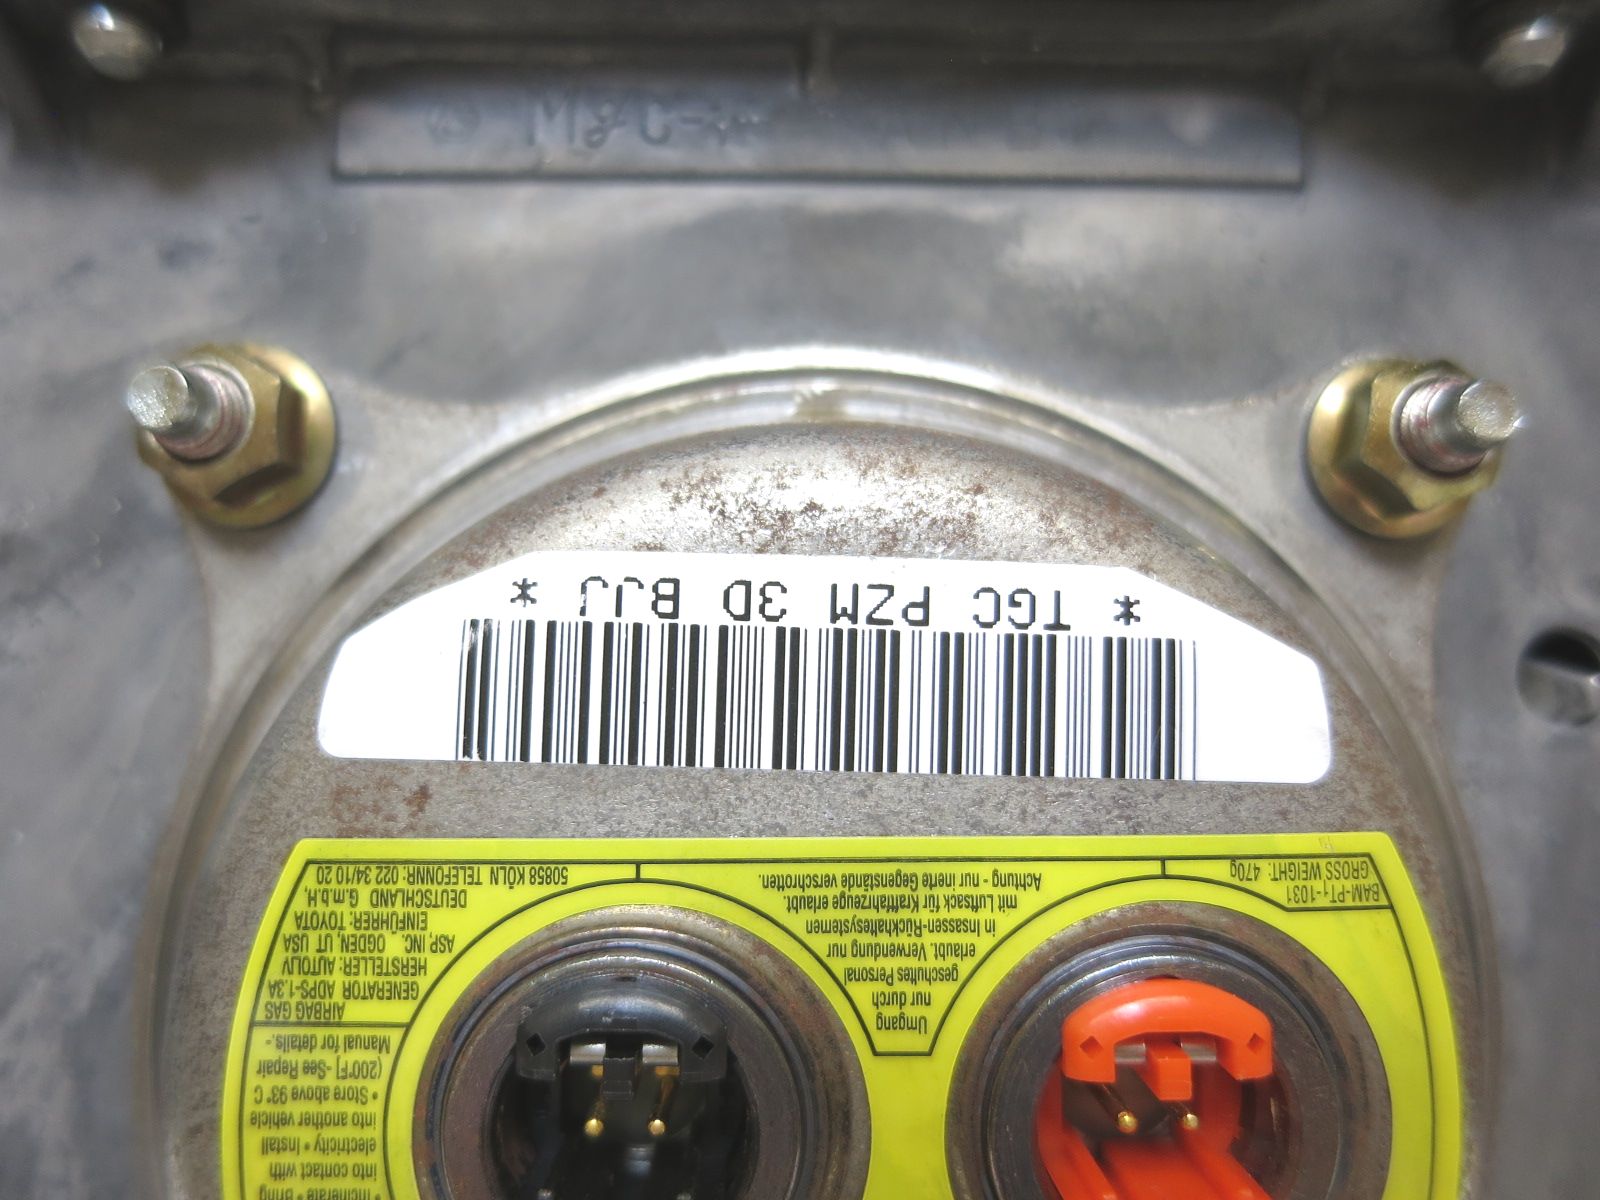 BAM-PT1-1031
GROSS WEIGHT: 470g
Umgang
nur durch
geschultes Personal
erlaubt. Verwendung nur
in Insassen-Rückhaltesystemen
mit Luftsack für Kraftfahrzeuge erlaubt.
Achtung - nur inerte Gegenstände verschrotten.
• Incinerate • Bring
into contact with
electricity • Install
into another vehicle
• Store above 93°C
(200°F) -See Repair
Manual for details.-
AIRBAG GAS
GENERATOR ADPS-1.3A
HERSTELLER: AUTOLIV
ASP, INC. OGDEN, UT USA
EINFÜHRER: TOYOTA
DEUTSCHLAND G.m.b.H,
50858 KÖLN TELEFONNR: 022 34/10 20
* TGC PZM 3D BJJ *